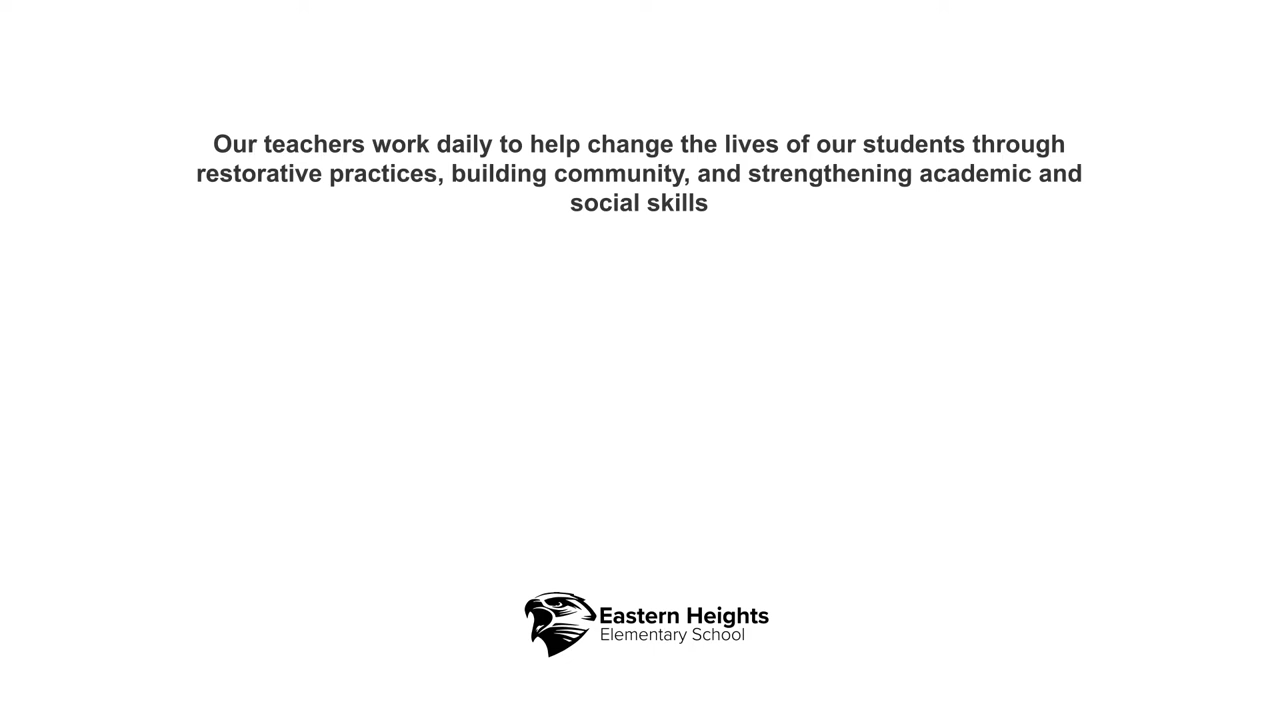 Our teachers work daily to help change the lives of our students through
restorative practices, building community, and strengthening academic and
social skills
Eastern Heights
Elementary School